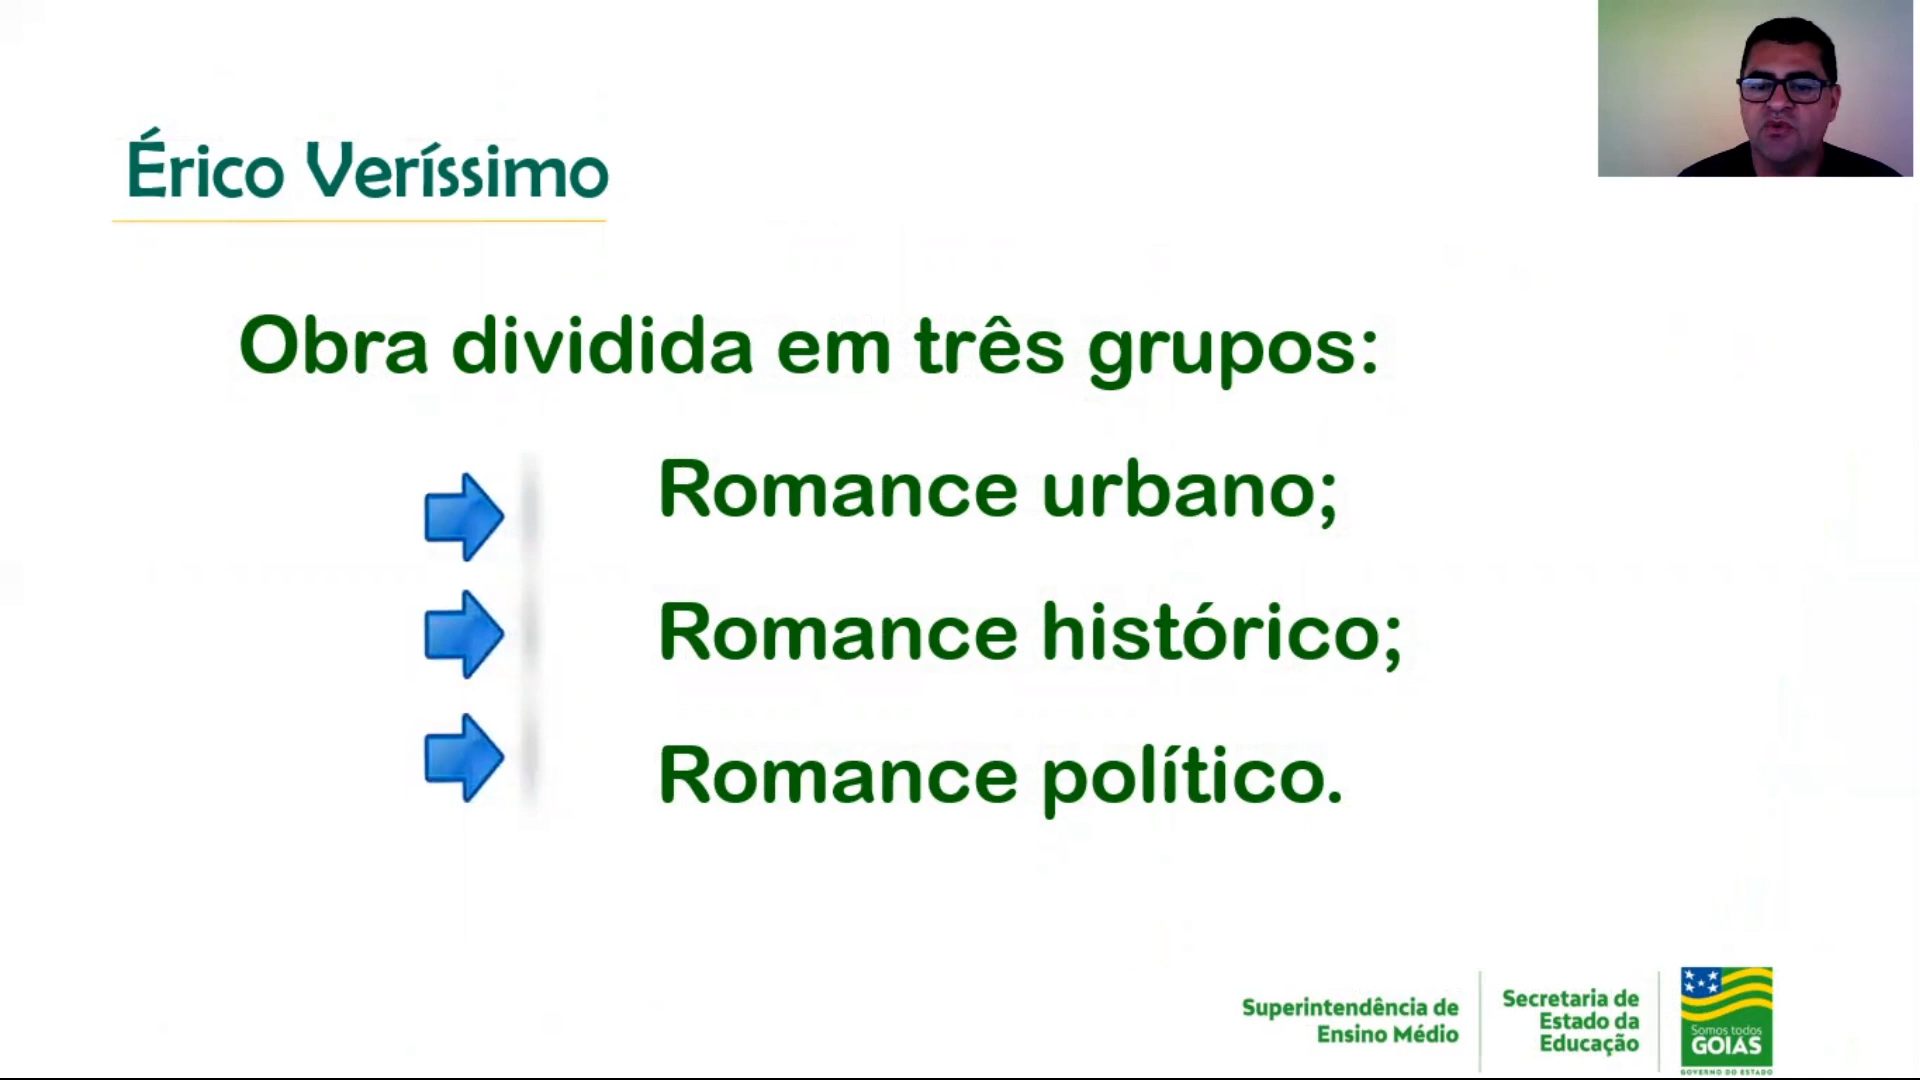 Érico Veríssimo
Obra dividida em três grupos:
Romance urbano;
Romance histórico;
Romance político.
Superintendência de
Ensino Médio
Secretaria de
Estado da
Educação
Somos todos
GOIÁS
GOVERNO DO ESTADO